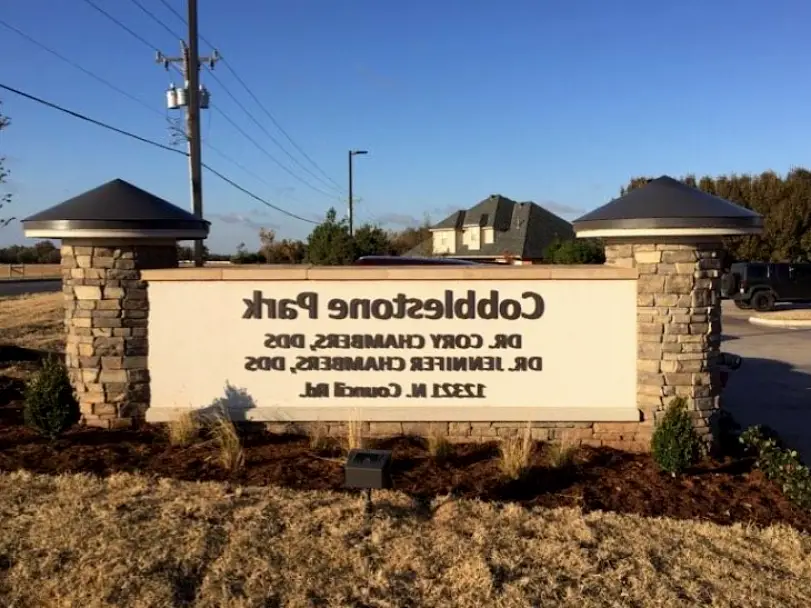 Cobblestone Park
DR. CORY CHAMBERS, DDS
DR. JENNIFER CHAMBERS, DDS
12321 N. Council Rd.